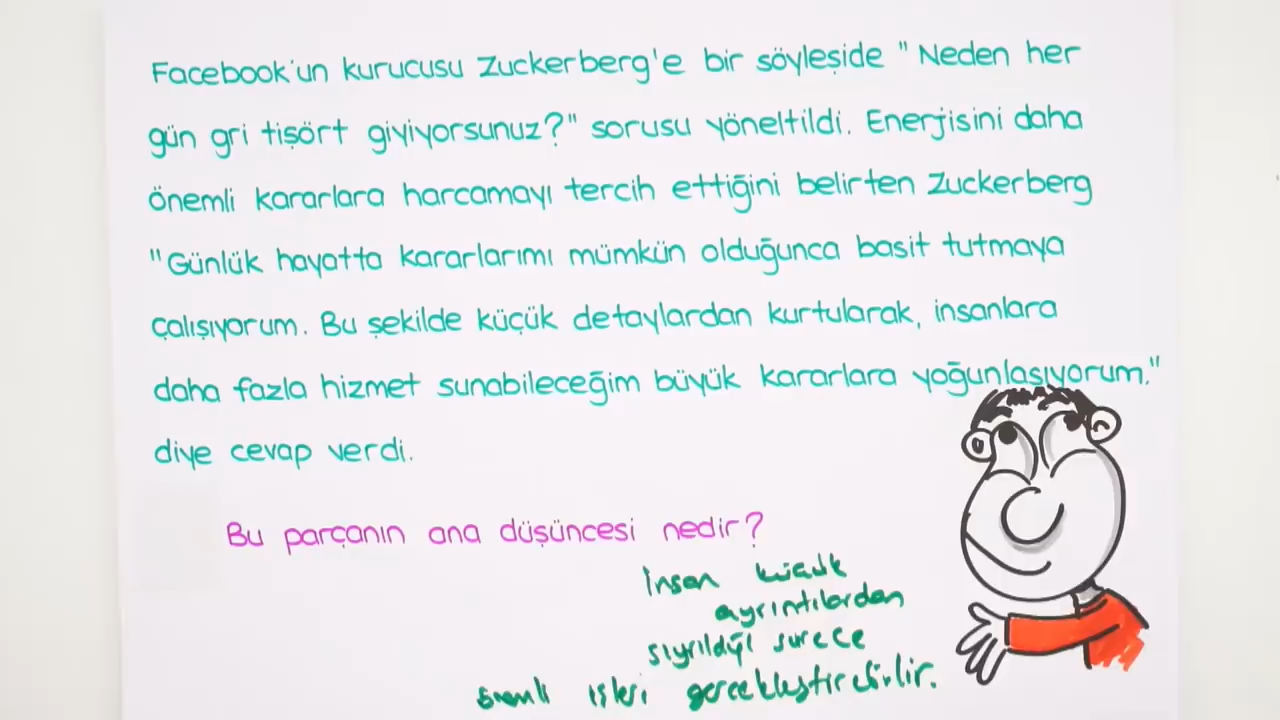 Facebook'un kurucusu Zuckerberg'e bir söyleşide "Neden her
gün gri tişört giyiyorsunuz?" sorusu yöneltildi. Enerjisini daha
önemli kararlara harcamayı tercih ettiğini belirten Zuckerberg
"Günlük hayatta kararlarımı mümkün olduğunca basit tutmaya
çalışıyorum. Bu şekilde küçük detaylardan kurtularak, insanlara
daha fazla hizmet sunabileceğim büyük kararlara yoğunlaşıyorum."
diye cevap verdi.
Bu parçanın ana düşüncesi nedir?
İnsan küçük
ayrıntılardan
sıyrıldığı sürece
önemli işleri gerçekleştirebilir.